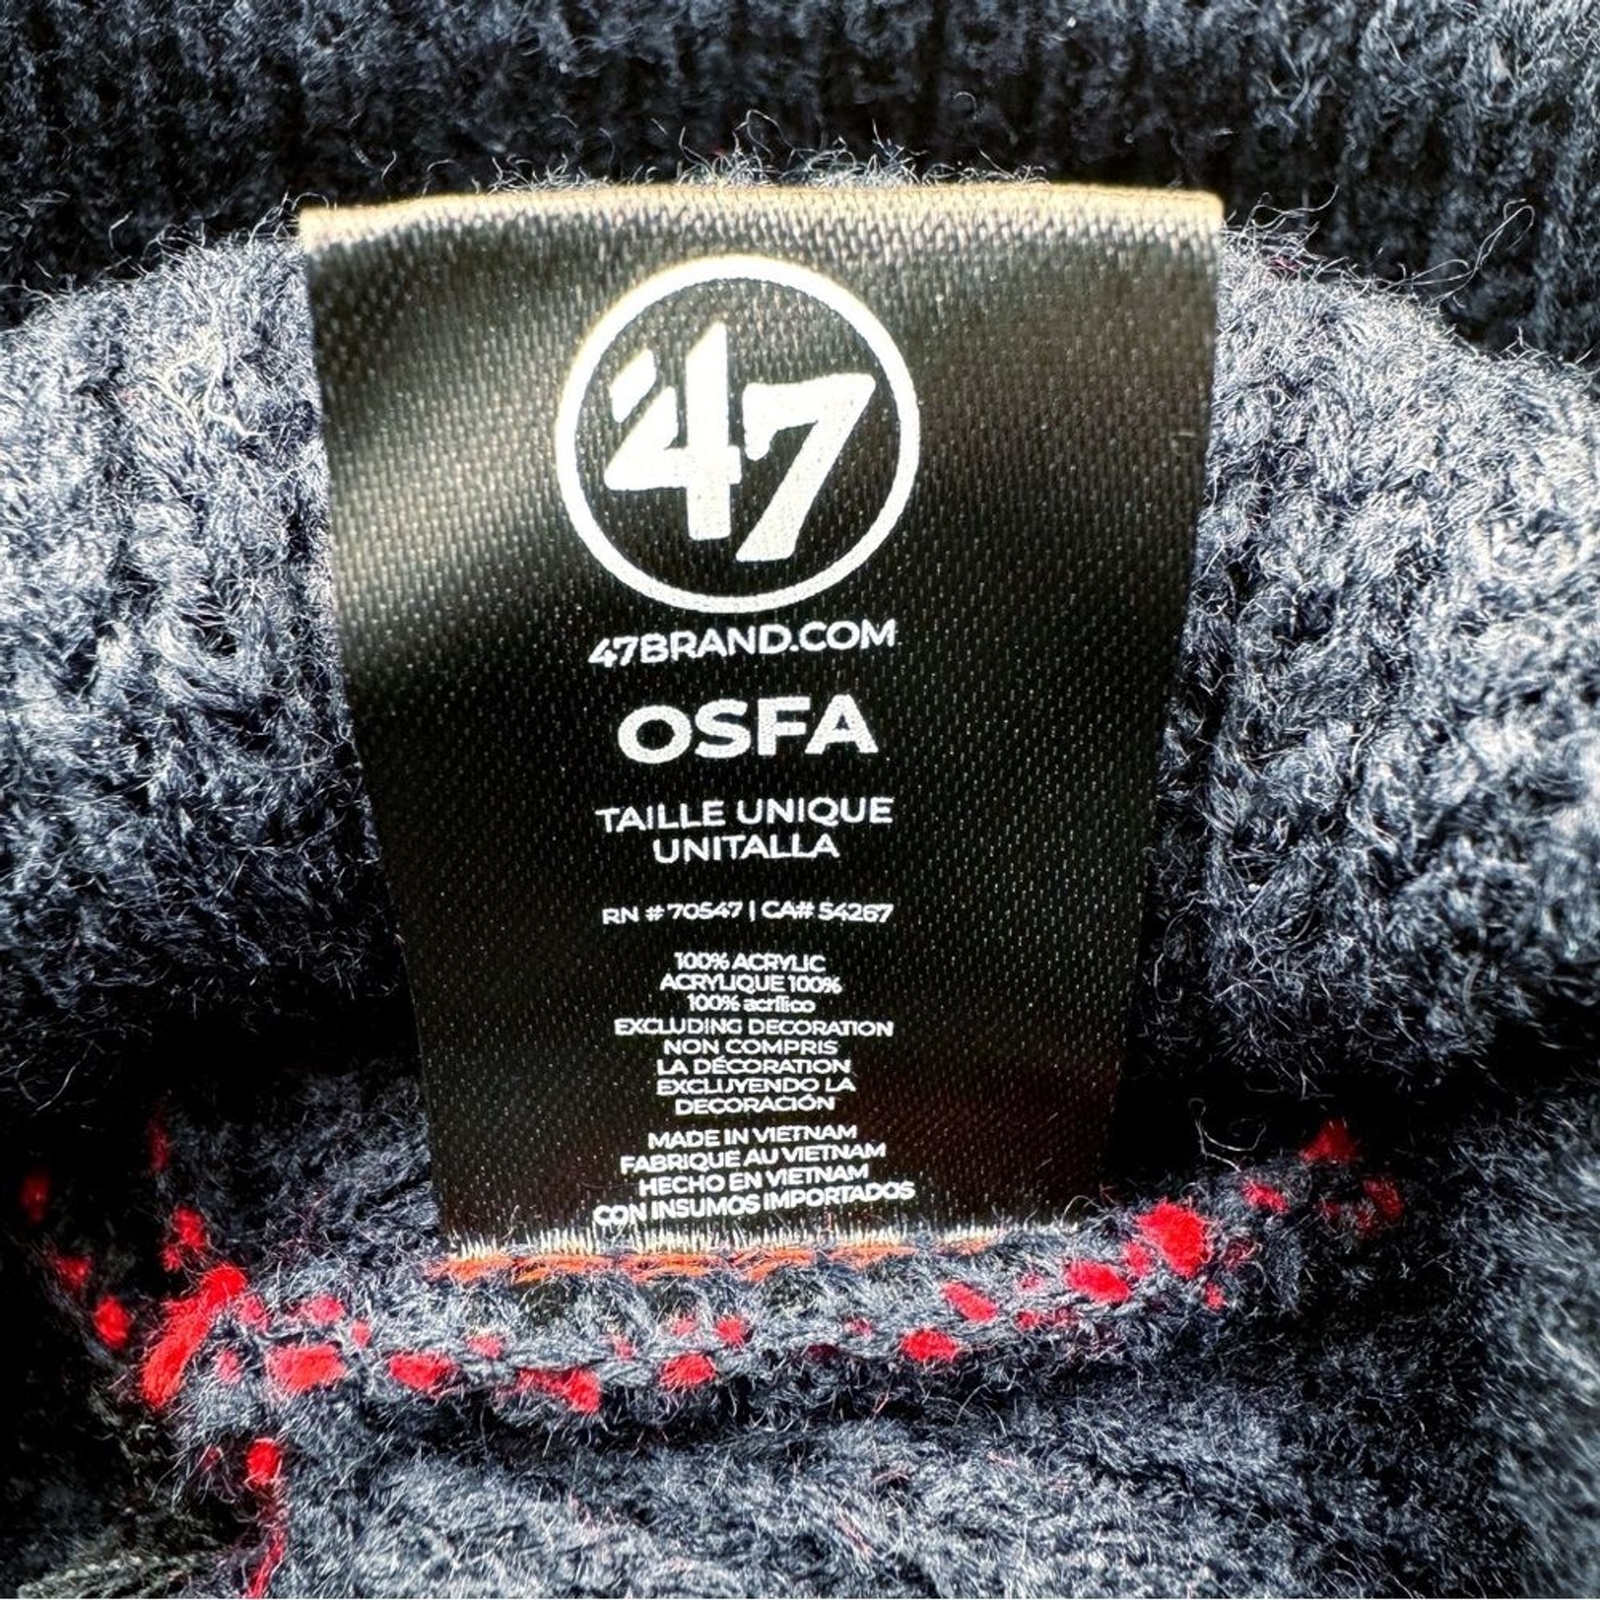 '47
47BRAND.COM
OSFA
TAILLE UNIQUE
UNITALLA
RN # 70547 | CA# 54267
100% ACRYLIC
ACRYLIQUE 100%
100% acrílico
EXCLUDING DECORATION
NON COMPRIS
LA DÉCORATION
EXCLUYENDO LA
DECORACIÓN
MADE IN VIETNAM
FABRIQUE AU VIETNAM
HECHO EN VIETNAM
CON INSUMOS IMPORTADOS